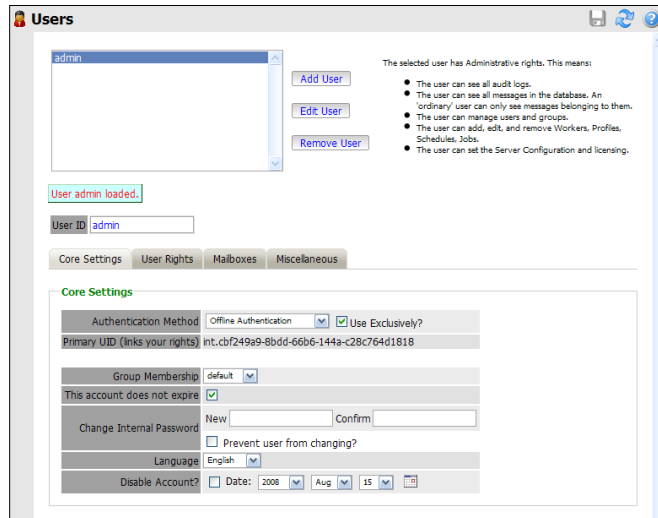 Users
admin
Add User
Edit User
Remove User
The selected user has Administrative rights. This means:
The user can see all audit logs.
The user can see all messages in the database. An
'ordinary' user can only see messages belonging to them.
The user can manage users and groups.
The user can add, edit, and remove Workers, Profiles,
Schedules, Jobs.
The user can set the Server Configuration and licensing.
User admin loaded.
User ID admin
Core Settings User Rights Mailboxes Miscellaneous
Core Settings
Authentication Method Offline Authentication Use Exclusively?
Primary UID (links your rights) int.cbf249a9-8bdd-66b6-144a-c28c764d1818
Group Membership default
This account does not expire
Change Internal Password New Confirm
Prevent user from changing?
Language English
Disable Account? Date: 2008 Aug 15